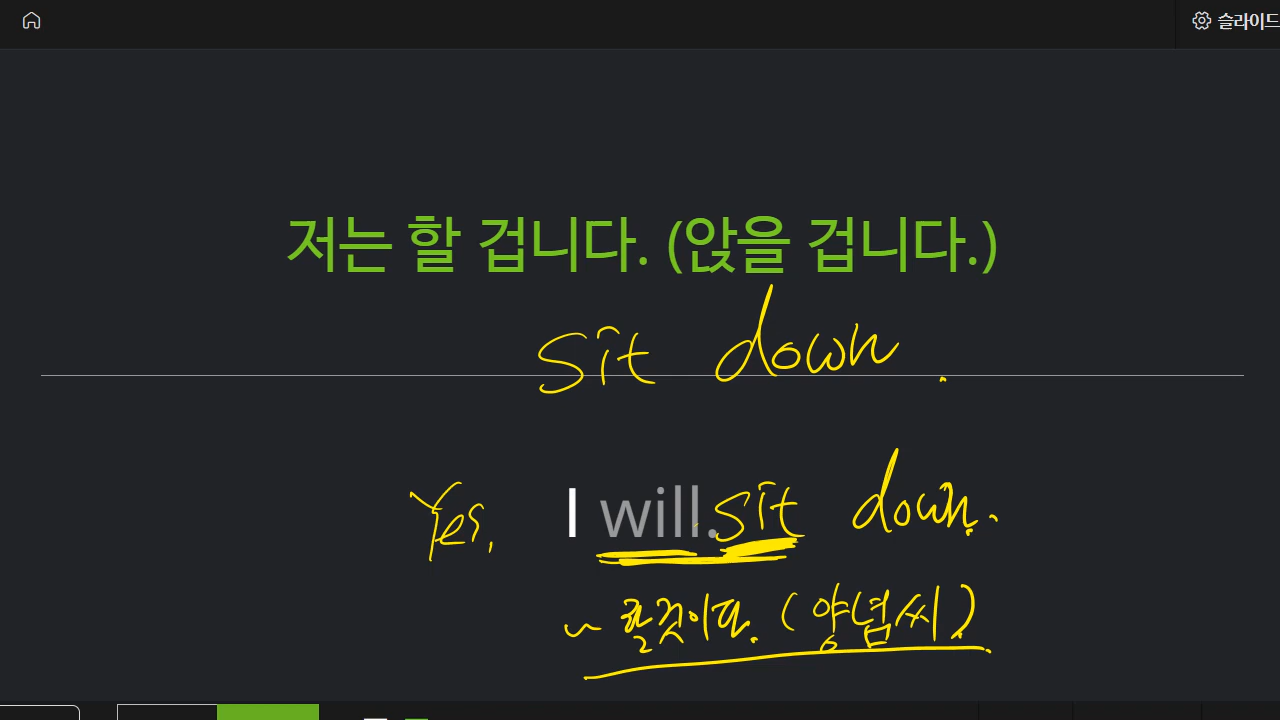 슬라이드
저는 할 겁니다. (앉을 겁니다.)
sit down.
Yes, I will. sit down.
~ 할것이다. (양념씨)